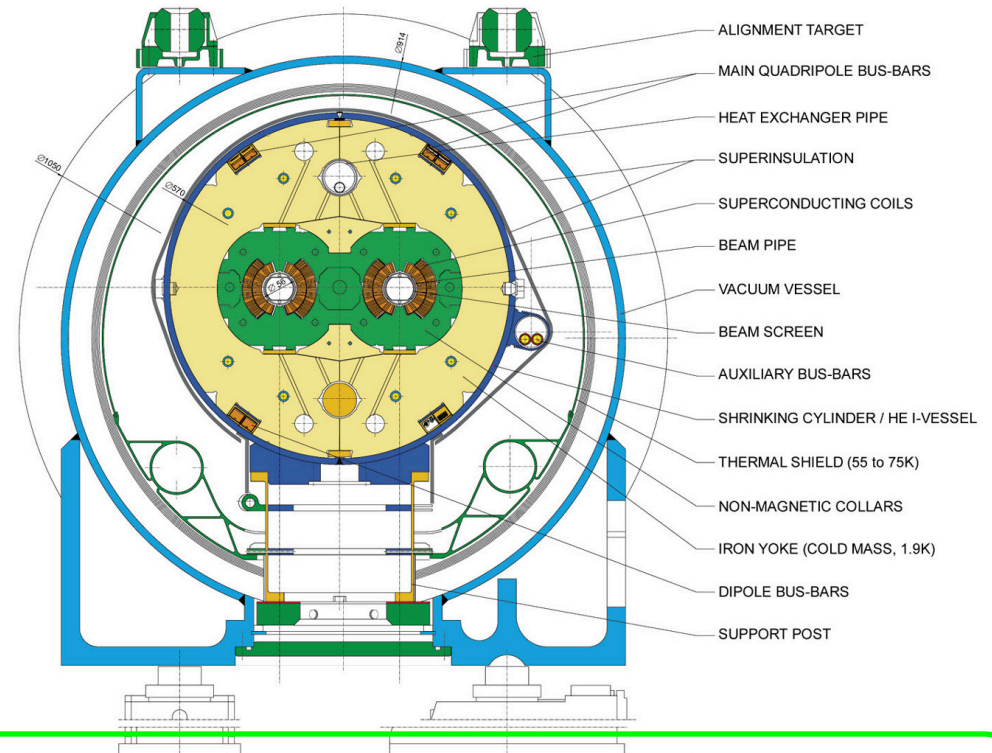 ALIGNMENT TARGET
MAIN QUADRIPOLE BUS-BARS
HEAT EXCHANGER PIPE
SUPERINSULATION
SUPERCONDUCTING COILS
BEAM PIPE
VACUUM VESSEL
BEAM SCREEN
AUXILIARY BUS-BARS
SHRINKING CYLINDER / HE I-VESSEL
THERMAL SHIELD (55 to 75K)
NON-MAGNETIC COLLARS
IRON YOKE (COLD MASS, 1.9K)
DIPOLE BUS-BARS
SUPPORT POST
∅914
∅1050
∅570
∅56